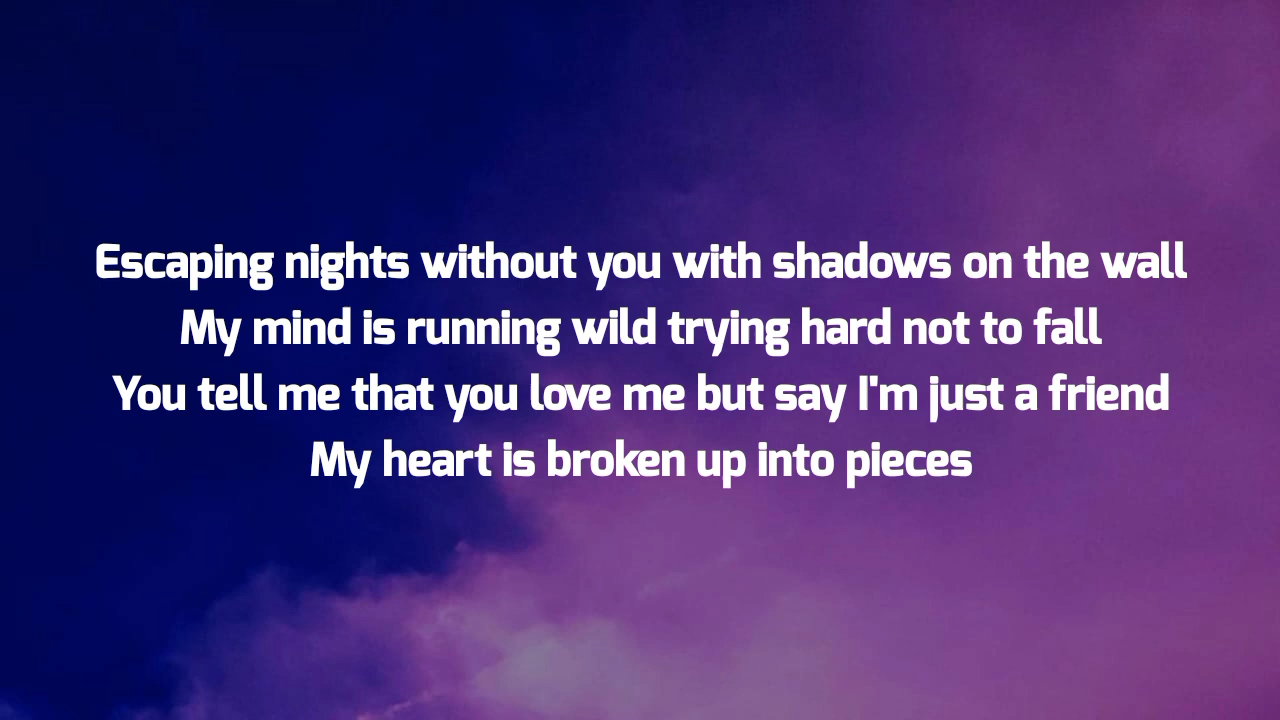 Escaping nights without you with shadows on the wall
My mind is running wild trying hard not to fall
You tell me that you love me but say I'm just a friend
My heart is broken up into pieces